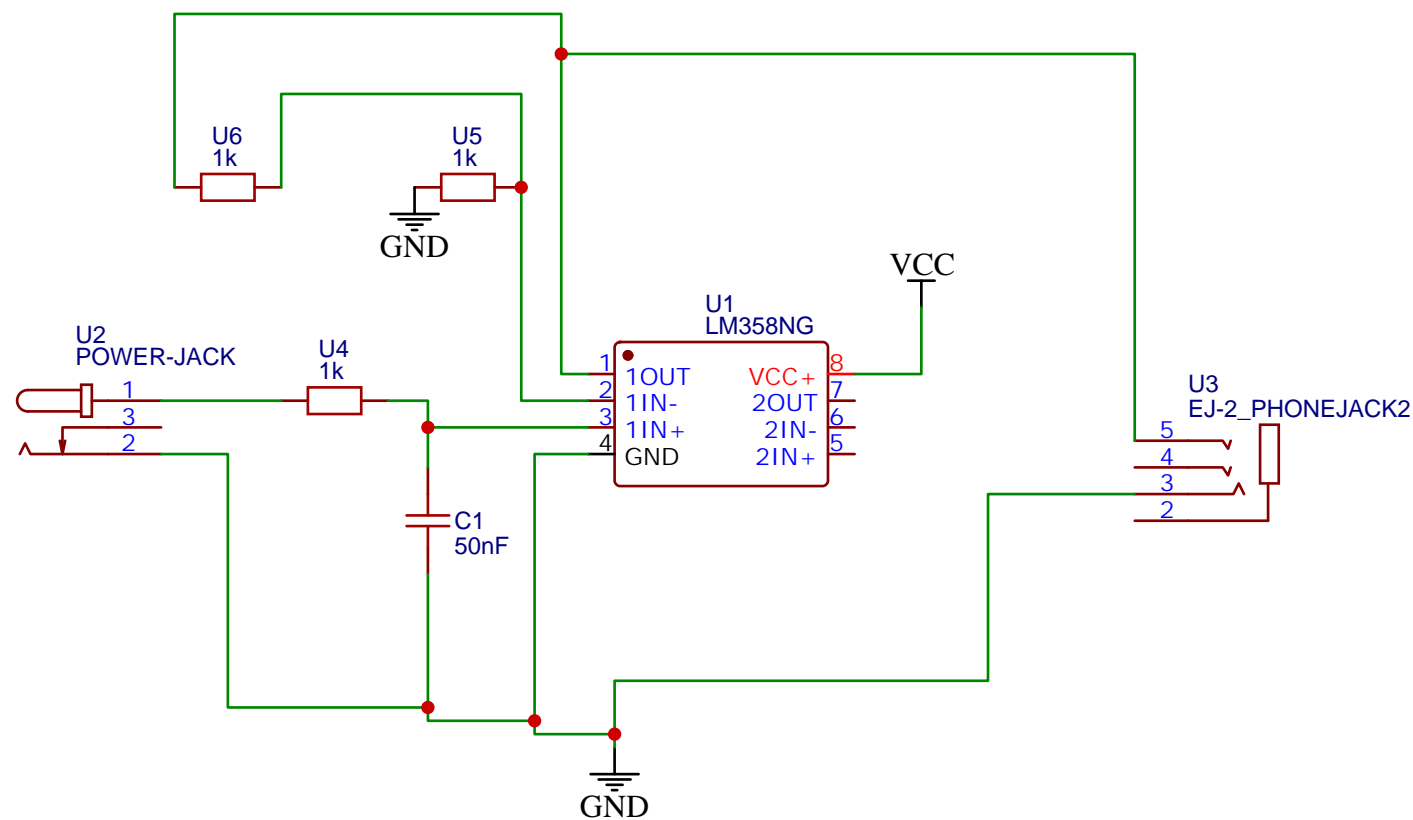 U6
1k
U5
1k
GND
VCC
U1
LM358NG
U2
POWER-JACK
U4
1k
1
3
2
1 1OUT VCC+ 8
2 1IN- 2OUT 7
3 1IN+ 2IN- 6
4 GND 2IN+ 5
U3
EJ-2_PHONEJACK2
5
4
3
2
C1
50nF
GND